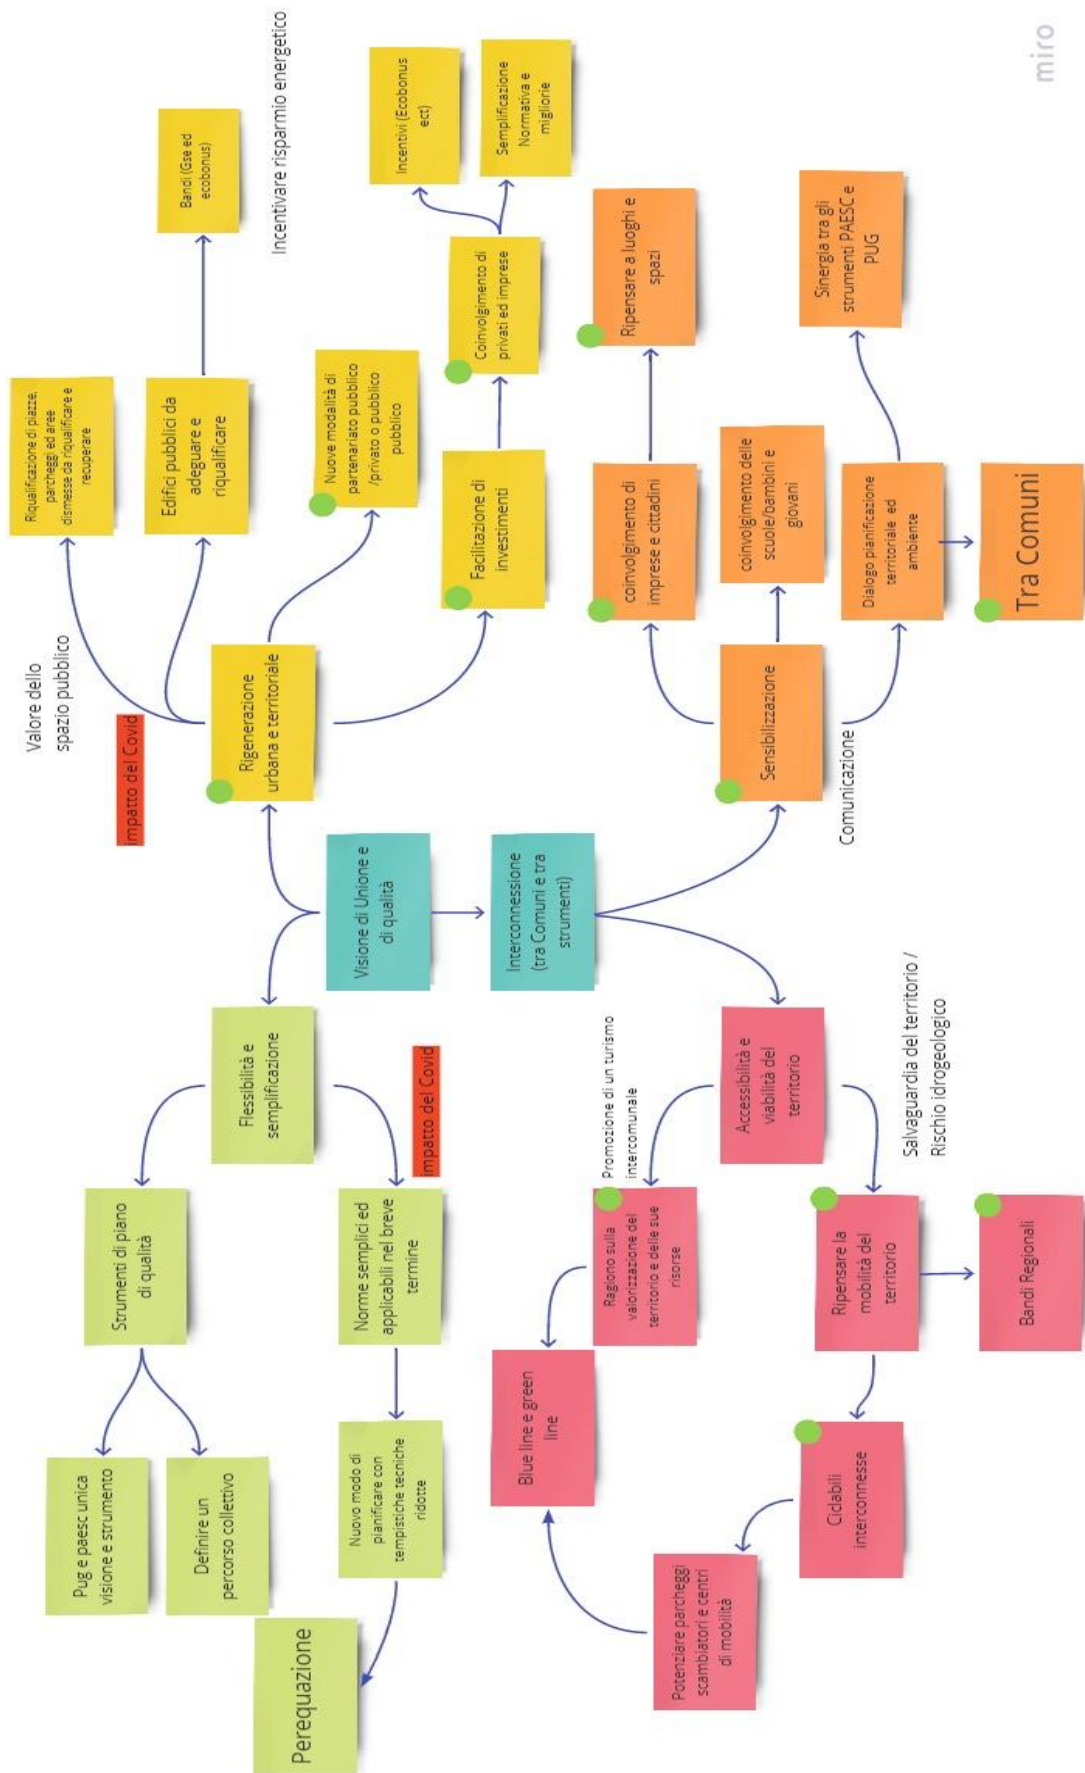 Pug e paesc unica
visione e strumento
Definire un
percorso collettivo
Perequazione
Strumenti di piano
di qualità
Norme semplici ed
applicabili nel breve
termine
Nuovo modo di
pianificare con
tempistiche tecniche
ridotte
Flessibilità e
semplificazione
impatto del Covid
Visione di Unione e
di qualità
Interconnessione
(tra Comuni e tra
strumenti)
Valore dello
spazio pubblico
impatto del Covid
Rigenerazione
urbana e territoriale
Riqualificazione di piazze,
parcheggi ed aree
dismesse da riqualificare e
recuperare
Edifici pubblici da
adeguare e
riqualificare
Bandi (Gse ed
ecobonus)
Incentivare risparmio energetico
Nuove modalità di
partenariato pubblico
/privato o pubblico
pubblico
Facilitazione di
investimenti
Coinvolgimento di
privati ed imprese
Incentivi (Ecobonus
ect)
Semplificazione
Normativa e
migliorie
Blue line e green
line
Ragiono sulla
valorizzazione del
territorio e delle sue
risorse
Promozione di un turismo
intercomunale
Accessibilità e
viabilità del
territorio
Potenziare parcheggi
scambiatori e centri
di mobilità
Ciclabili
interconnesse
Ripensare la
mobilità del
territorio
Bandi Regionali
Salvaguardia del territorio /
Rischio idrogeologico
Sensibilizzazione
Comunicazione
coinvolgimento di
imprese e cittadini
Ripensare a luoghi e
spazi
coinvolgimento delle
scuole/bambini e
giovani
Dialogo pianificazione
territoriale ed
ambiente
Sinergia tra gli
strumenti PAESC e
PUG
Tra Comuni
miro